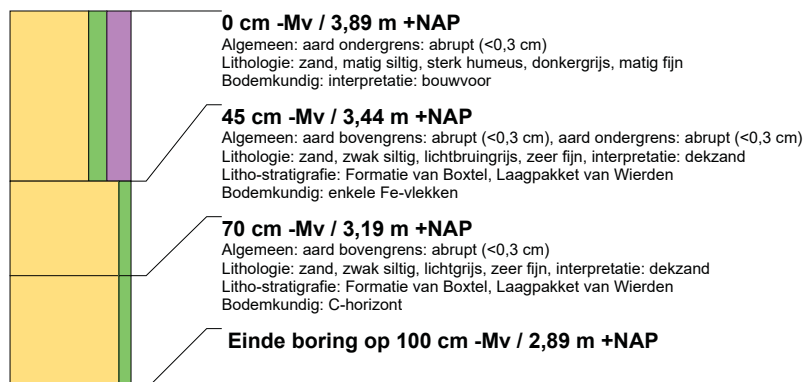 0 cm -Mv / 3,89 m +NAP
Algemeen: aard ondergrens: abrupt (<0,3 cm)
Lithologie: zand, matig siltig, sterk humeus, donkergrijs, matig fijn
Bodemkundig: interpretatie: bouwvoor
45 cm -Mv / 3,44 m +NAP
Algemeen: aard bovengrens: abrupt (<0,3 cm), aard ondergrens: abrupt (<0,3 cm)
Lithologie: zand, zwak siltig, lichtbruingrijs, zeer fijn, interpretatie: dekzand
Litho-stratigrafie: Formatie van Boxtel, Laagpakket van Wierden
Bodemkundig: enkele Fe-vlekken
70 cm -Mv / 3,19 m +NAP
Algemeen: aard bovengrens: abrupt (<0,3 cm)
Lithologie: zand, zwak siltig, lichtgrijs, zeer fijn, interpretatie: dekzand
Litho-stratigrafie: Formatie van Boxtel, Laagpakket van Wierden
Bodemkundig: C-horizont
Einde boring op 100 cm -Mv / 2,89 m +NAP